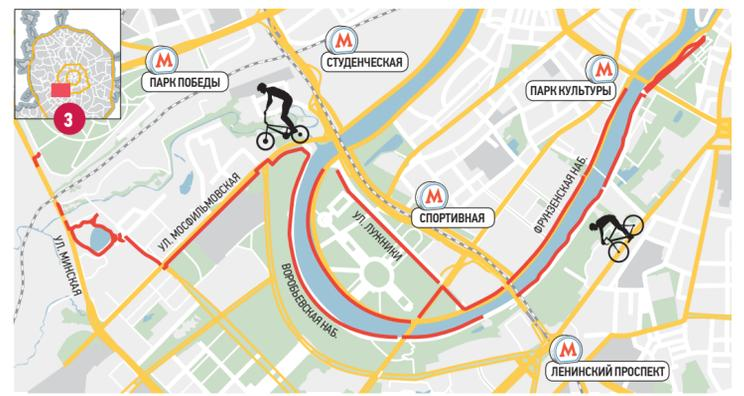 М
СТУДЕНЧЕСКАЯ
М
ПАРК ПОБЕДЫ
М
ПАРК КУЛЬТУРЫ
3
УЛ. МОСФИЛЬМОВСКАЯ
ФРУНЗЕНСКАЯ НАБ.
М
СПОРТИВНАЯ
УЛ. ЛУЖНИКИ
УЛ. МИНСКАЯ
ВОРОБЬЕВСКАЯ НАБ.
М
ЛЕНИНСКИЙ ПРОСПЕКТ